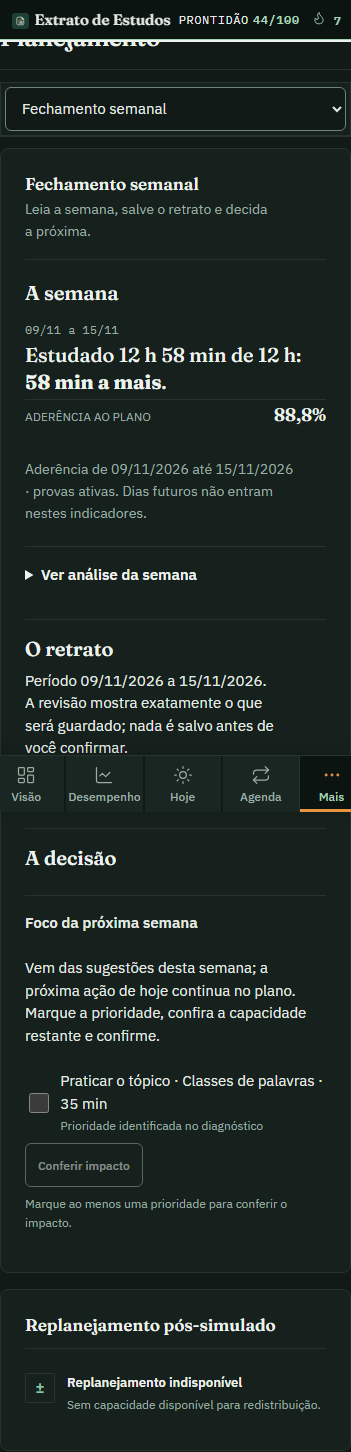 Extrato de Estudos PRONTIDÃO 44/100 7
Planejamento
Fechamento semanal
Fechamento semanal
Leia a semana, salve o retrato e decida
a próxima.
A semana
09/11 a 15/11
Estudado 12 h 58 min de 12 h:
58 min a mais.
ADERÊNCIA AO PLANO 88,8%
Aderência de 09/11/2026 até 15/11/2026
· provas ativas. Dias futuros não entram
nestes indicadores.
Ver análise da semana
O retrato
Período 09/11/2026 a 15/11/2026.
A revisão mostra exatamente o que
será guardado; nada é salvo antes de
você confirmar.
Visão Desempenho Hoje Agenda Mais
A decisão
Foco da próxima semana
Vem das sugestões desta semana; a
próxima ação de hoje continua no plano.
Marque a prioridade, confira a capacidade
restante e confirme.
Praticar o tópico · Classes de palavras ·
35 min
Prioridade identificada no diagnóstico
Conferir impacto
Marque ao menos uma prioridade para conferir o
impacto.
Replanejamento pós-simulado
± Replanejamento indisponível
Sem capacidade disponível para redistribuição.